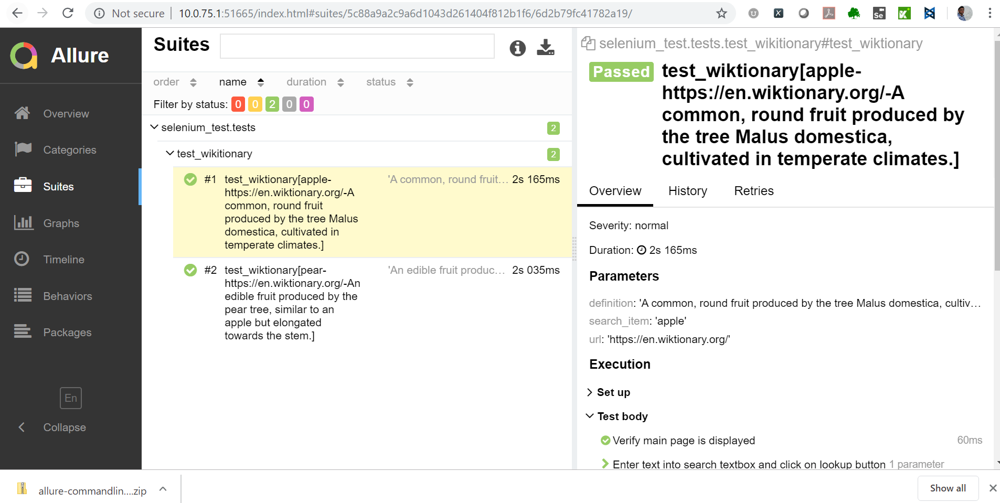 Not secure | 10.0.75.1:51665/index.html#suites/5c88a9a2c9a6d1043d261404f812b1f6/6d2b79fc41782a19/
Allure
Overview
Categories
Suites
Graphs
Timeline
Behaviors
Packages
En
Collapse
Suites
order name duration status
Filter by status: 0 0 2 0 0
selenium_test.tests 2
test_wikitionary 2
#1 test_wiktionary[apple- 'A common, round fruit... 2s 165ms
https://en.wiktionary.org/-A
common, round fruit
produced by the tree Malus
domestica, cultivated in
temperate climates.]
#2 test_wiktionary[pear- 'An edible fruit produc... 2s 035ms
https://en.wiktionary.org/-An
edible fruit produced by the
pear tree, similar to an
apple but elongated
towards the stem.]
selenium_test.tests.test_wikitionary#test_wiktionary
Passed test_wiktionary[apple-
https://en.wiktionary.org/-A
common, round fruit produced by
the tree Malus domestica,
cultivated in temperate climates.]
Overview History Retries
Severity: normal
Duration: 2s 165ms
Parameters
definition: 'A common, round fruit produced by the tree Malus domestica, cultiv...
search_item: 'apple'
url: 'https://en.wiktionary.org/'
Execution
Set up
Test body
Verify main page is displayed 60ms
Enter text into search textbox and click on lookup button 1 parameter
allure-commandlin....zip
Show all